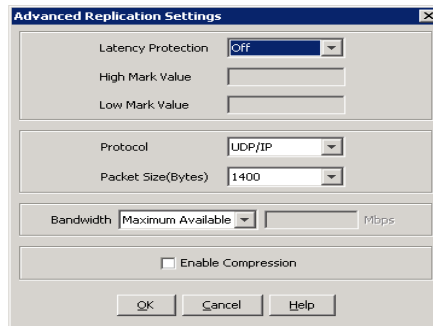 Advanced Replication Settings
Latency Protection Off
High Mark Value
Low Mark Value
Protocol UDP/IP
Packet Size(Bytes) 1400
Bandwidth Maximum Available Mbps
Enable Compression
OK Cancel Help